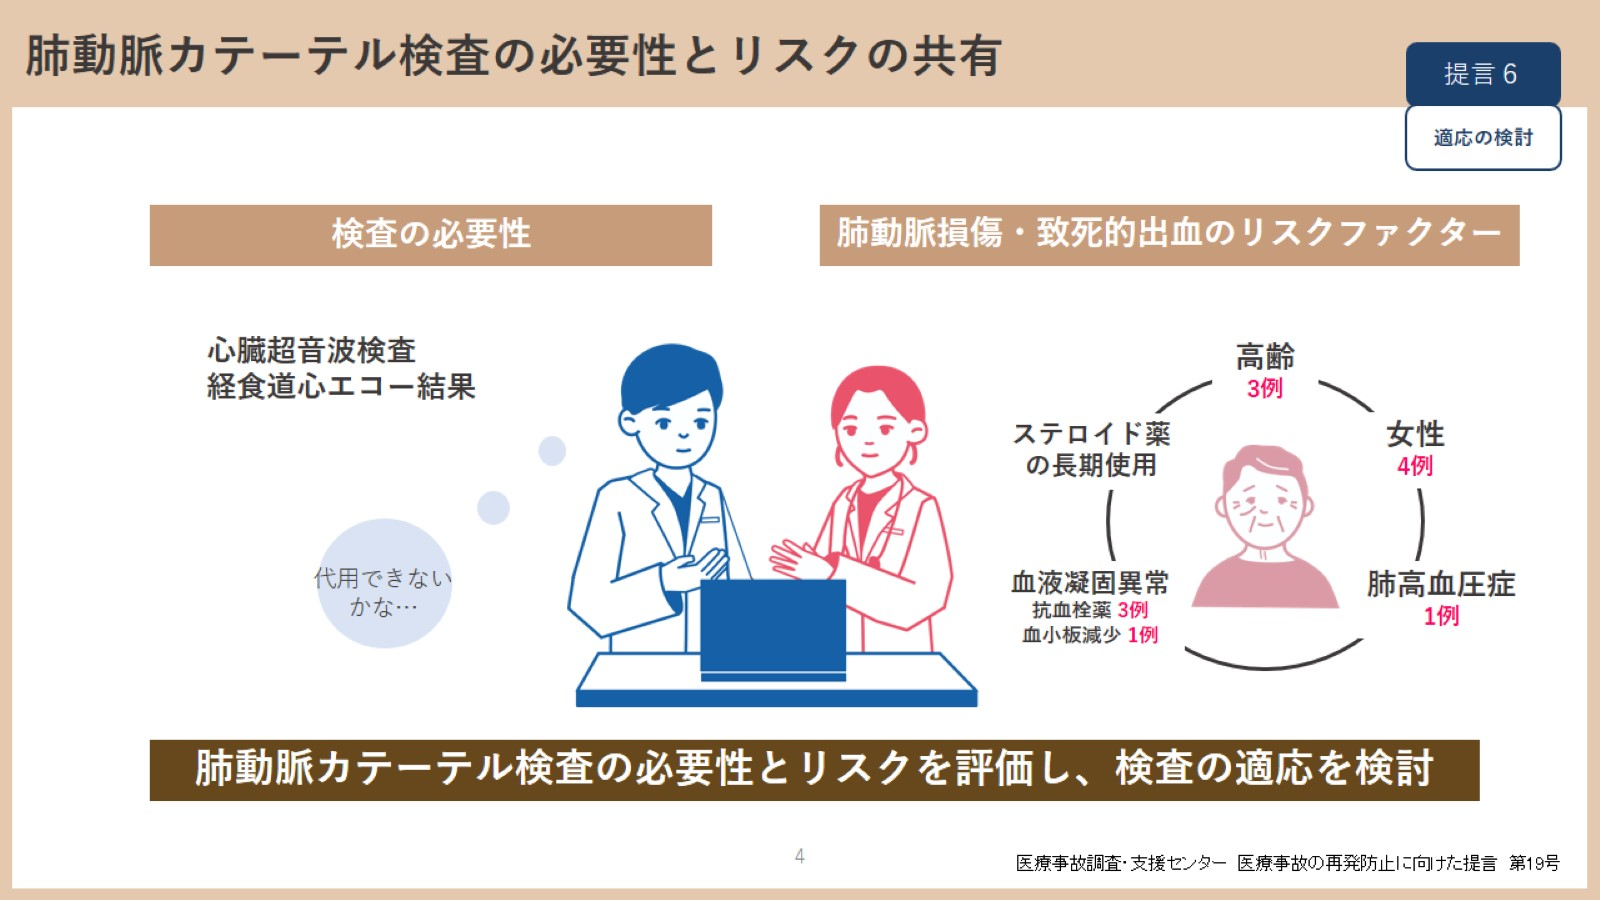 肺動脈カテーテル検査の必要性とリスクの共有
提言6
適応の検討
検査の必要性
肺動脈損傷・致死的出血のリスクファクター
心臓超音波検査
経食道心エコー結果
代用できない
かな…
高齢
3例
女性
4例
ステロイド薬
の長期使用
血液凝固異常
抗血栓薬 3例
血小板減少 1例
肺高血圧症
1例
肺動脈カテーテル検査の必要性とリスクを評価し、検査の適応を検討
4
医療事故調査・支援センター 医療事故の再発防止に向けた提言 第19号